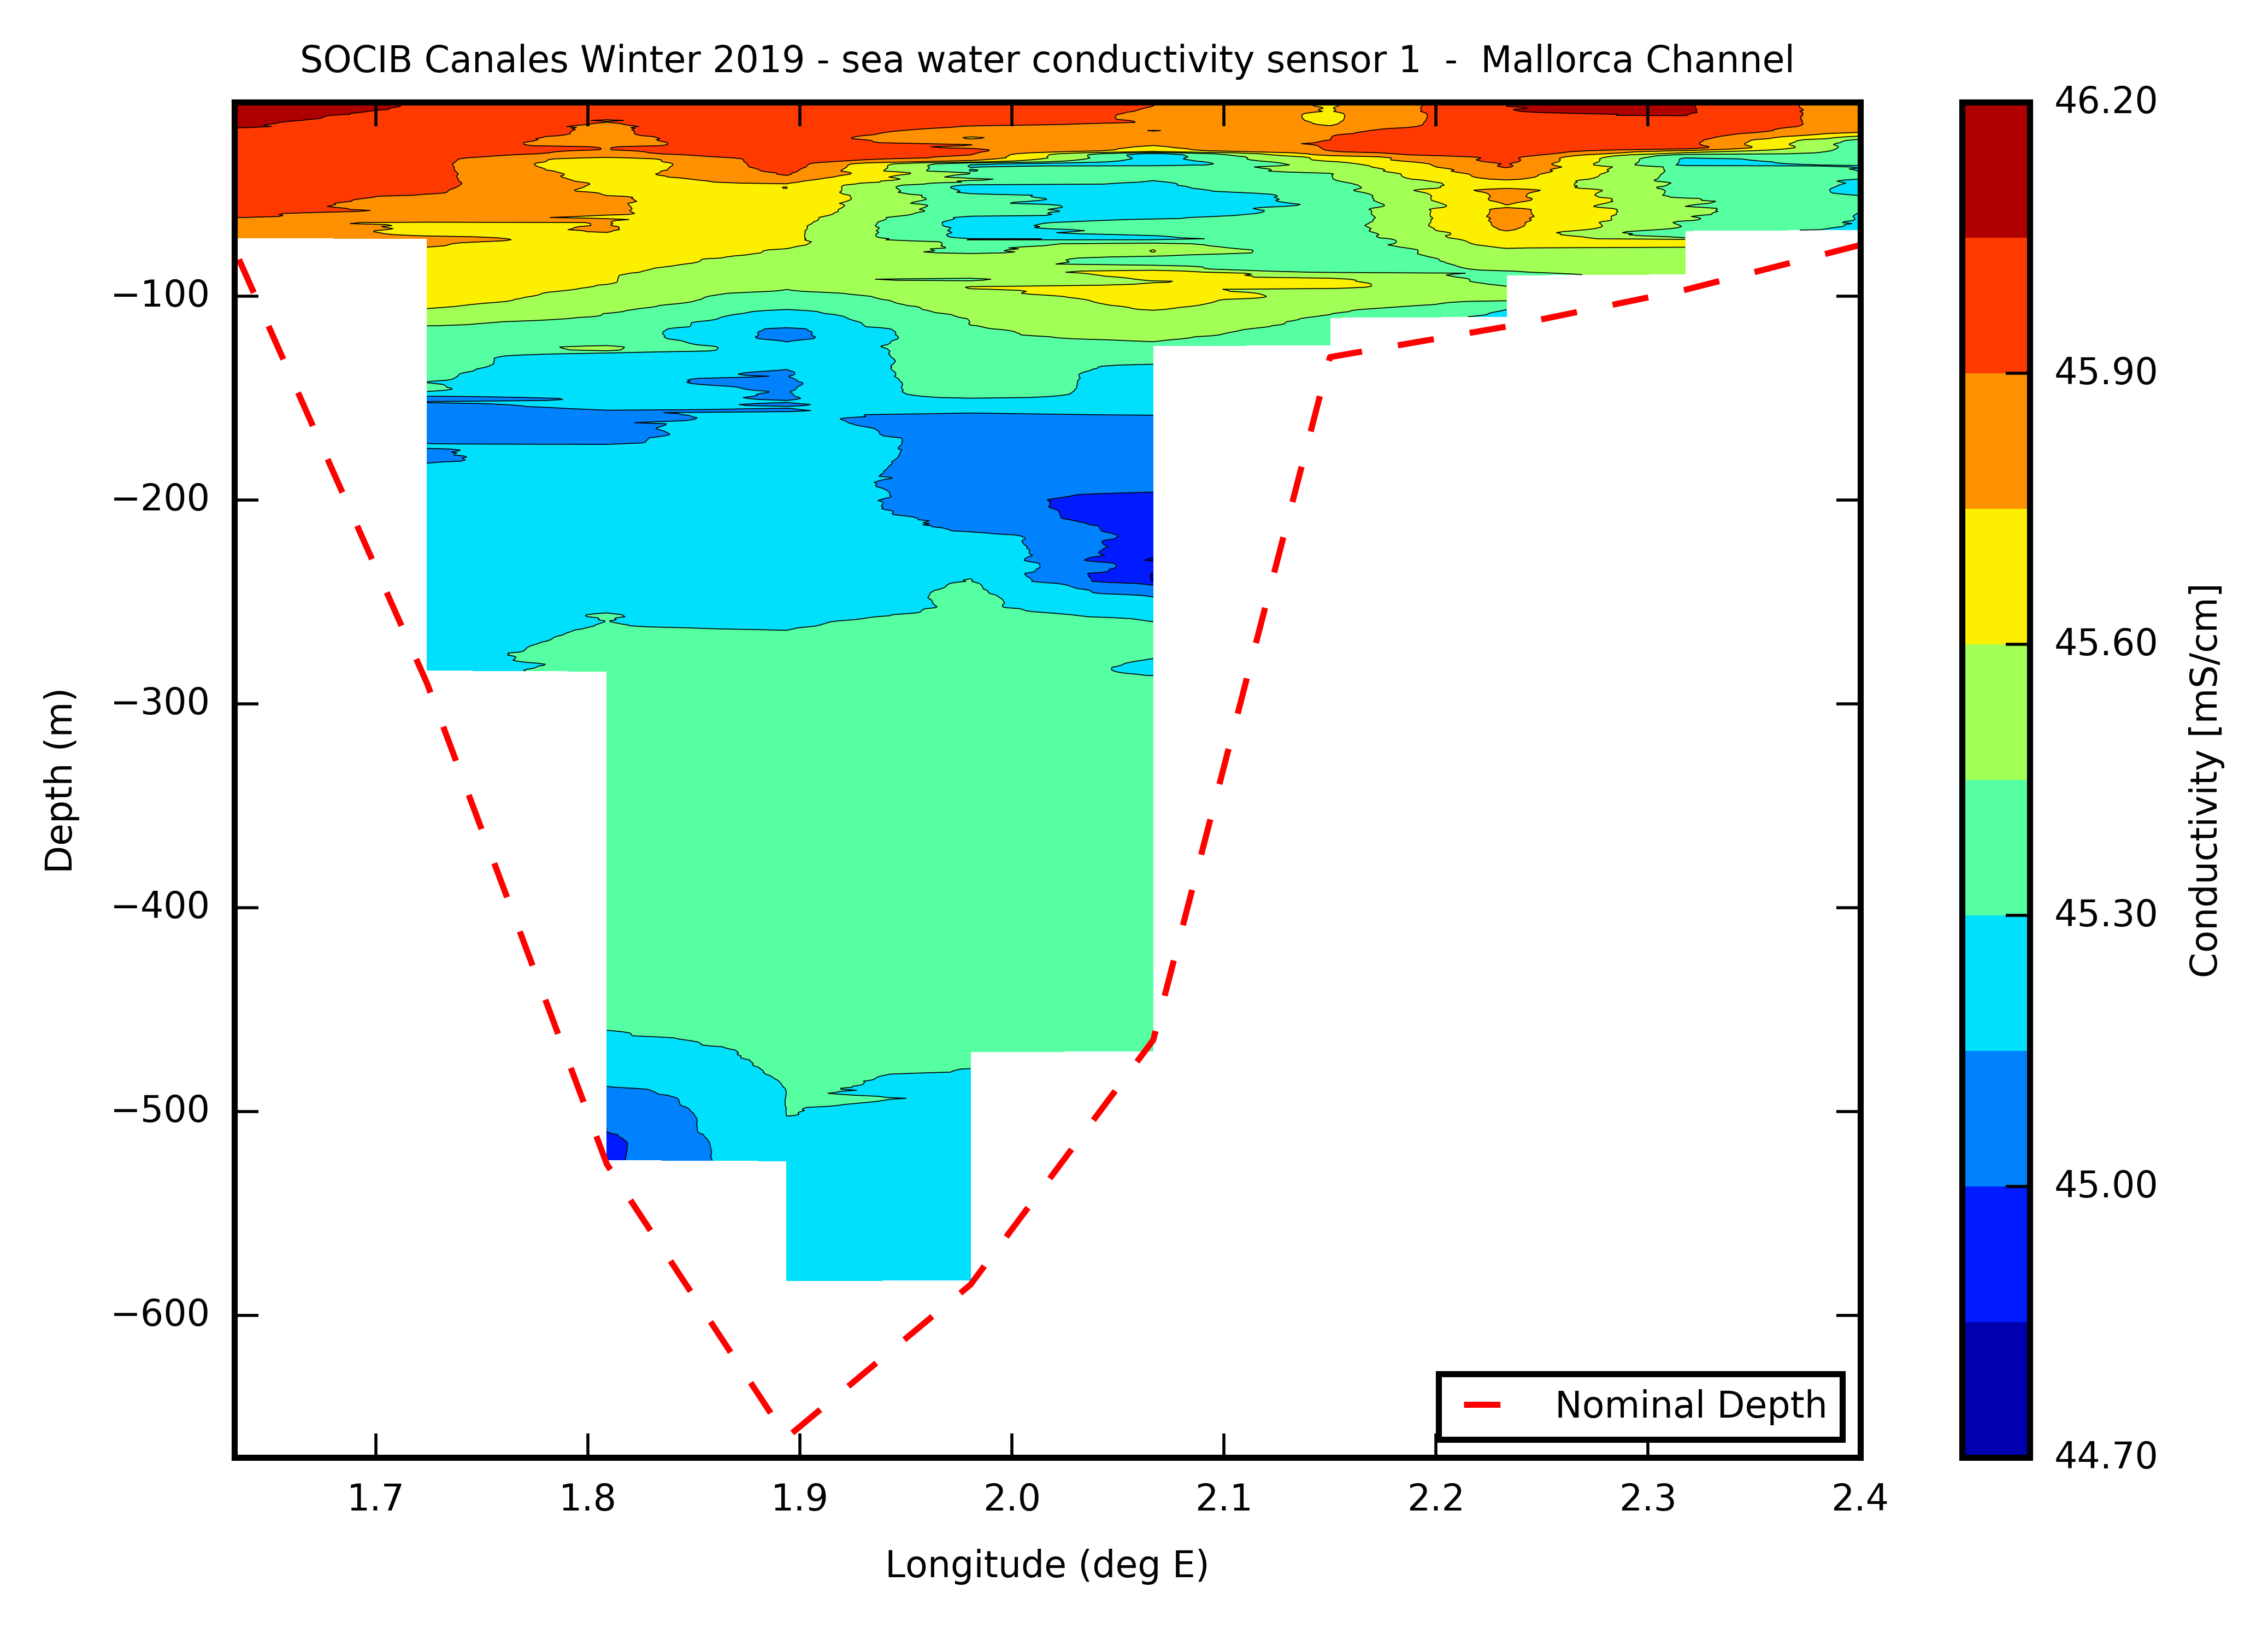 SOCIB Canales Winter 2019 - sea water conductivity sensor 1  -  Mallorca Channel
46.20
45.90
45.60
45.30
45.00
44.70
Conductivity [mS/cm]
Depth (m)
−100
−200
−300
−400
−500
−600
Nominal Depth
1.7 1.8 1.9 2.0 2.1 2.2 2.3 2.4
Longitude (deg E)